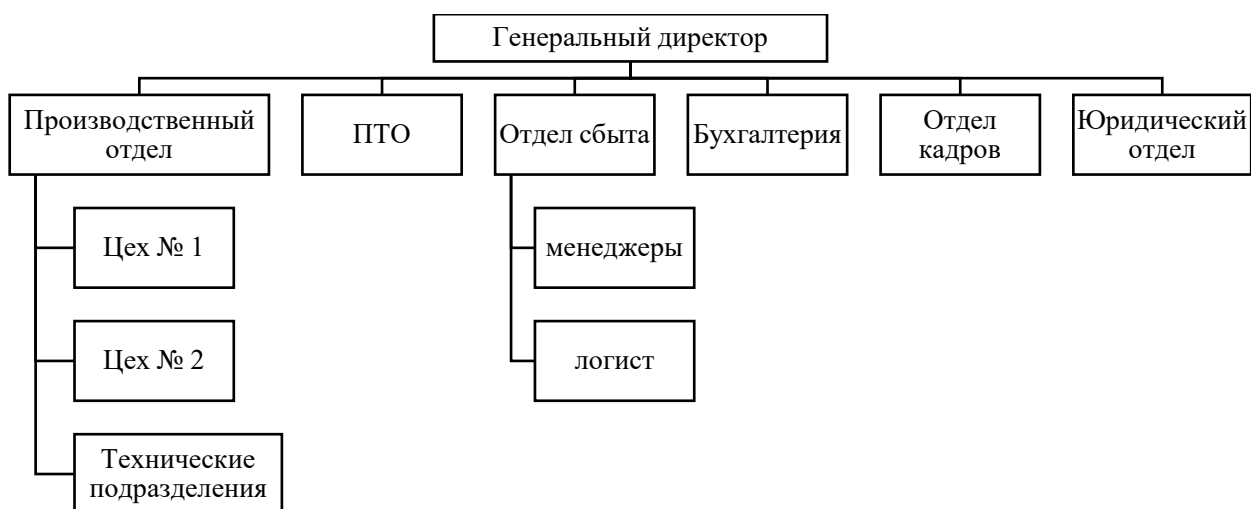 Генеральный директор
Производственный
отдел
ПТО
Отдел сбыта
Бухгалтерия
Отдел
кадров
Юридический
отдел
Цех № 1
менеджеры
Цех № 2
логист
Технические
подразделения